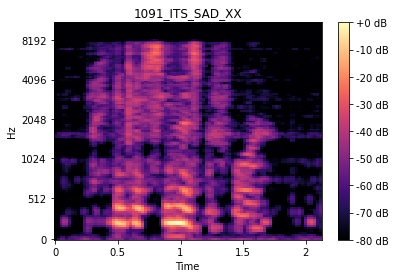 1091_ITS_SAD_XX
8192
4096
2048
1024
512
0
Hz
0
0.5
1
1.5
2
Time
+0 dB
-10 dB
-20 dB
-30 dB
-40 dB
-50 dB
-60 dB
-70 dB
-80 dB